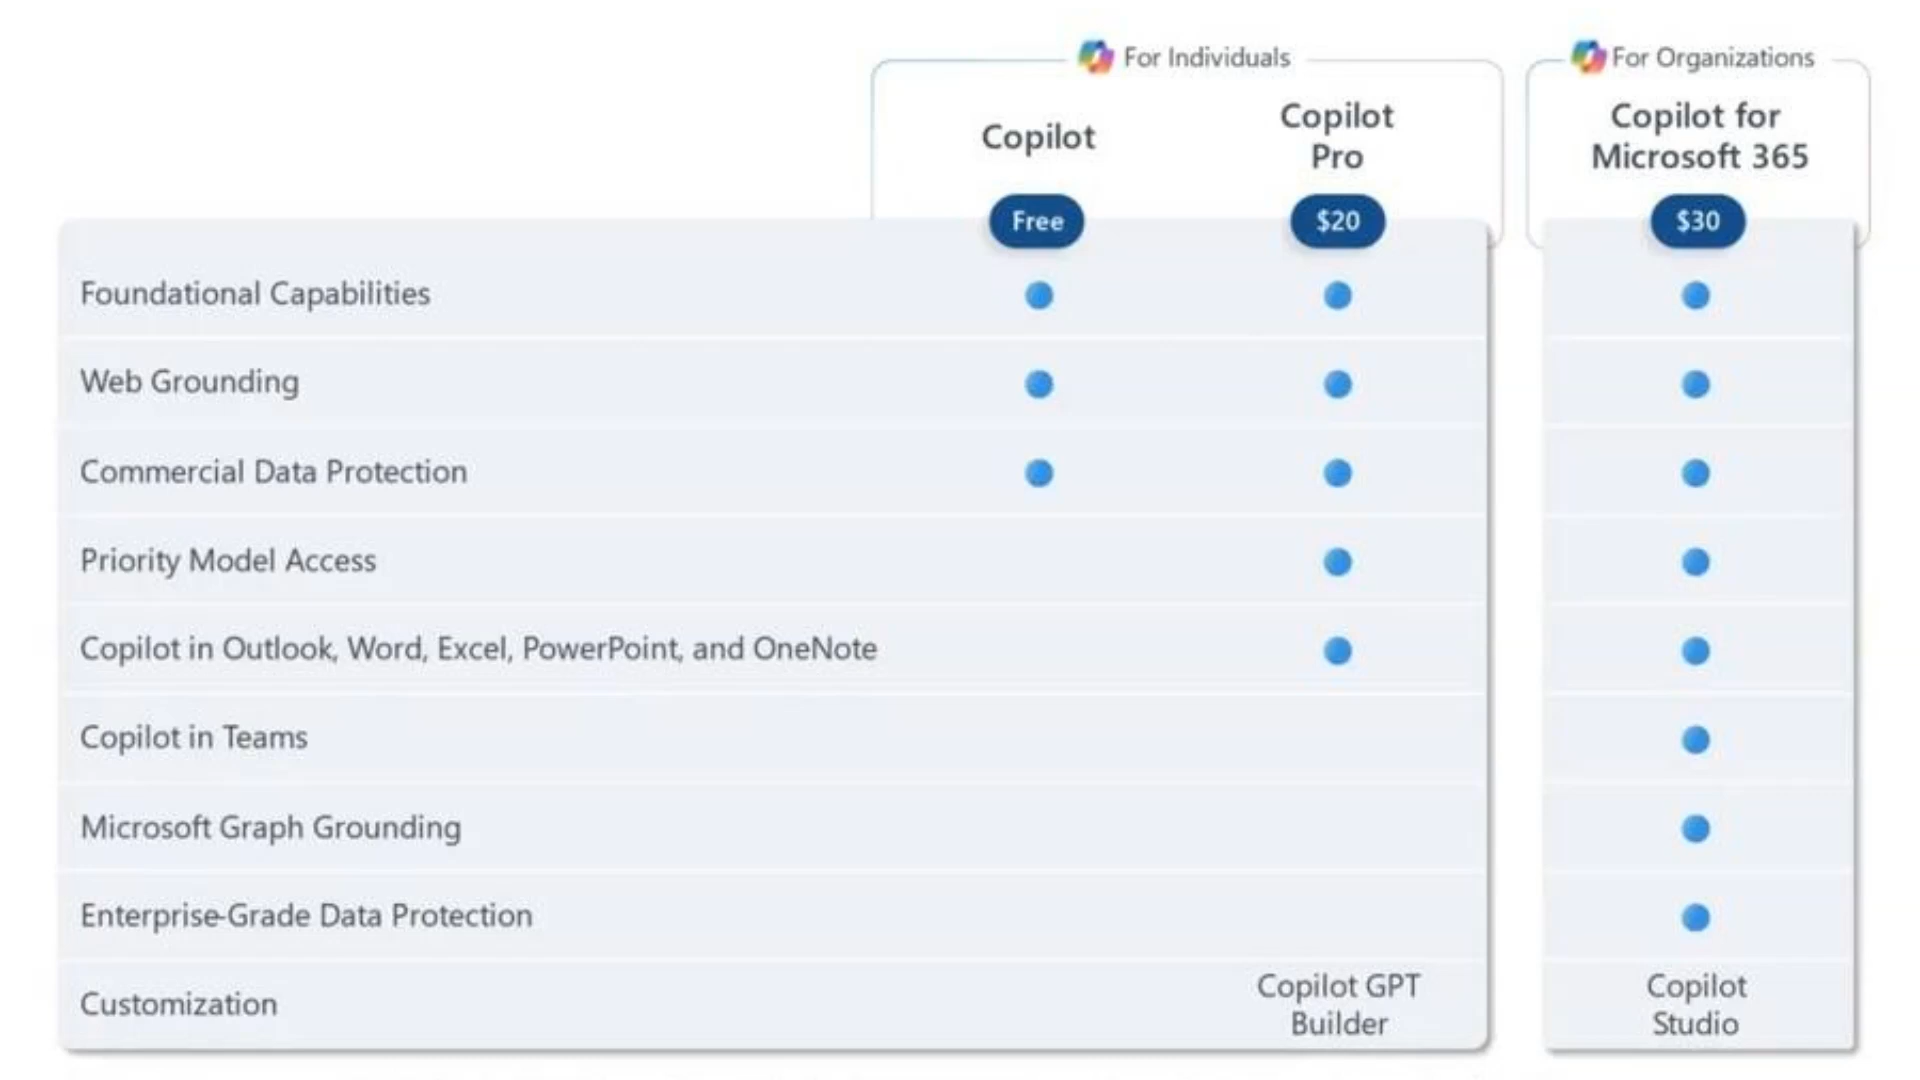 For Individuals
For Organizations
Copilot
Copilot
Pro
Copilot for
Microsoft 365
Free
$20
$30
Foundational Capabilities
Web Grounding
Commercial Data Protection
Priority Model Access
Copilot in Outlook, Word, Excel, PowerPoint, and OneNote
Copilot in Teams
Microsoft Graph Grounding
Enterprise-Grade Data Protection
Customization
Copilot GPT
Builder
Copilot
Studio